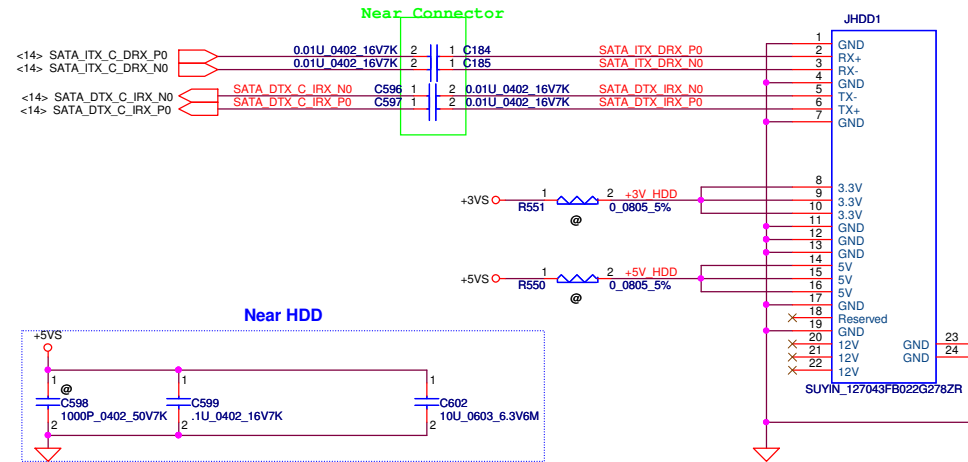 Near Connector
JHDD1
<14> SATA_ITX_C_DRX_P0 0.01U_0402_16V7K 2 1 C184 SATA_ITX_DRX_P0
<14> SATA_ITX_C_DRX_N0 0.01U_0402_16V7K 2 1 C185 SATA_ITX_DRX_N0
<14> SATA_DTX_C_IRX_N0 SATA_DTX_C_IRX_N0 C596 1 2 0.01U_0402_16V7K SATA_DTX_IRX_N0
<14> SATA_DTX_C_IRX_P0 SATA_DTX_C_IRX_P0 C597 1 2 0.01U_0402_16V7K SATA_DTX_IRX_P0
1 GND
2 RX+
3 RX-
4 GND
5 TX-
6 TX+
7 GND
8 3.3V
9 3.3V
10 3.3V
11 GND
12 GND
13 GND
14 5V
15 5V
16 5V
17 GND
18 Reserved
19 GND
20 12V GND 23
21 12V GND 24
22 12V
SUYIN_127043FB022G278ZR
+3VS 1 2 +3V_HDD
R551 0_0805_5%
@
+5VS 1 2 +5V_HDD
R550 0_0805_5%
@
Near HDD
+5VS
1 @ 1 1
C598 C599 C602
1000P_0402_50V7K .1U_0402_16V7K 10U_0603_6.3V6M
2 2 2